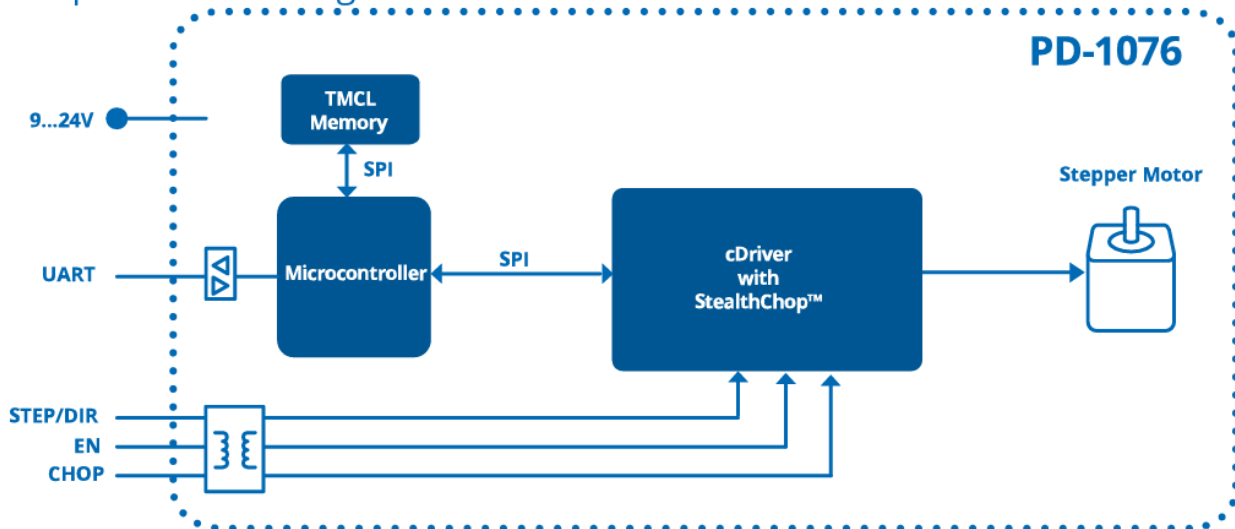 PD-1076
TMCL
Memory
9...24V
SPI
Stepper Motor
UART
Microcontroller
SPI
cDriver
with
StealthChop™
STEP/DIR
EN
CHOP